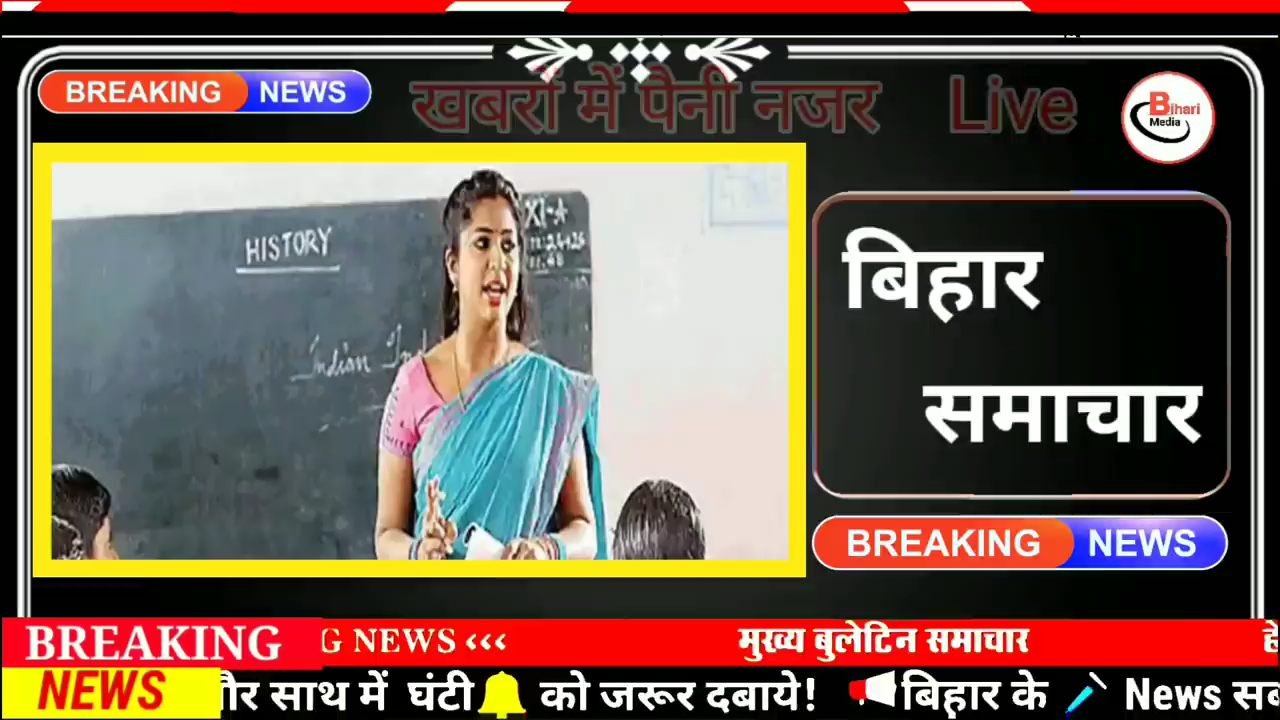 BREAKING NEWS
खबरों में पैनी नजर Live
Bihari
Media
HISTORY
XI-A
Indian
बिहार
समाचार
BREAKING NEWS
BREAKING
NEWS
G NEWS ‹‹‹ मुख्य बुलेटिन समाचार
साथ में घंटी🔔 को जरूर दबाये! 📢बिहार के News